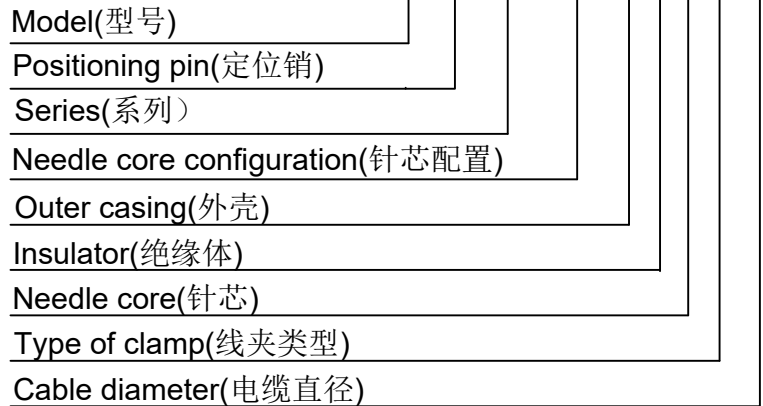 Model(型号)
Positioning pin(定位销)
Series(系列）
Needle core configuration(针芯配置)
Outer casing(外壳)
Insulator(绝缘体)
Needle core(针芯)
Type of clamp(线夹类型)
Cable diameter(电缆直径)